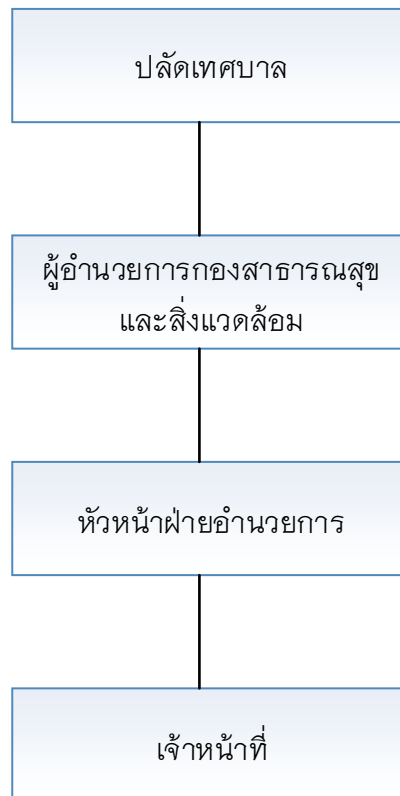 ปลัดเทศบาล
ผู้อำนวยการกองสาธารณสุข
และสิ่งแวดล้อม
หัวหน้าฝ่ายอำนวยการ
เจ้าหน้าที่